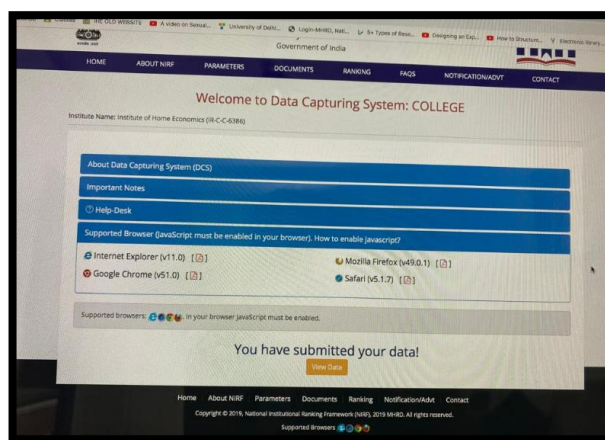 THE OLD WEBSITE A video on Sexual... University of Delhi... Login-MHRD, Nati... 5+ Types of Rese... Designing an Exp... How to Structum... Electronic library
Government of India
HOME ABOUT NIRF PARAMETERS DOCUMENTS RANKING FAQS NOTIFICATION/ADVT CONTACT
Welcome to Data Capturing System: COLLEGE
Institute Name: Institute of Home Economics (IR-C-C-6386)
About Data Capturing System (DCS)
Important Notes
Help-Desk
Supported Browser (JavaScript must be enabled in your browser). How to enable javascript?
Internet Explorer (v11.0) [ ] Mozilla Firefox (v49.0.1) [ ]
Google Chrome (v51.0) [ ] Safari (v5.1.7) [ ]
Supported browsers: , in your browser JavaScript must be enabled.
You have submitted your data!
View Data
Home About NIRF Parameters Documents Ranking Notification/Advt Contact
Copyright © 2019, National Institutional Ranking Framework (NIRF), 2019 MHRD. All rights reserved.
Supported Browsers